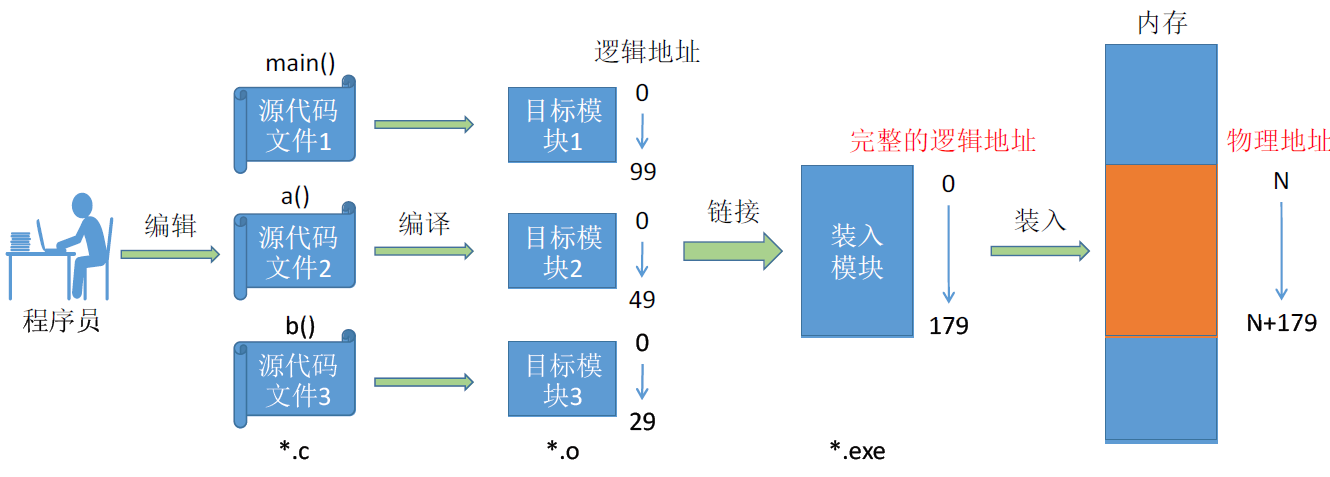 内存
逻辑地址
main()
源代码
文件1
目标模
块1
0
99
完整的逻辑地址
物理地址
程序员
编辑
a()
源代码
文件2
编译
目标模
块2
0
49
链接
装入
模块
0
179
装入
N
N+179
b()
源代码
文件3
目标模
块3
0
29
*.c
*.o
*.exe